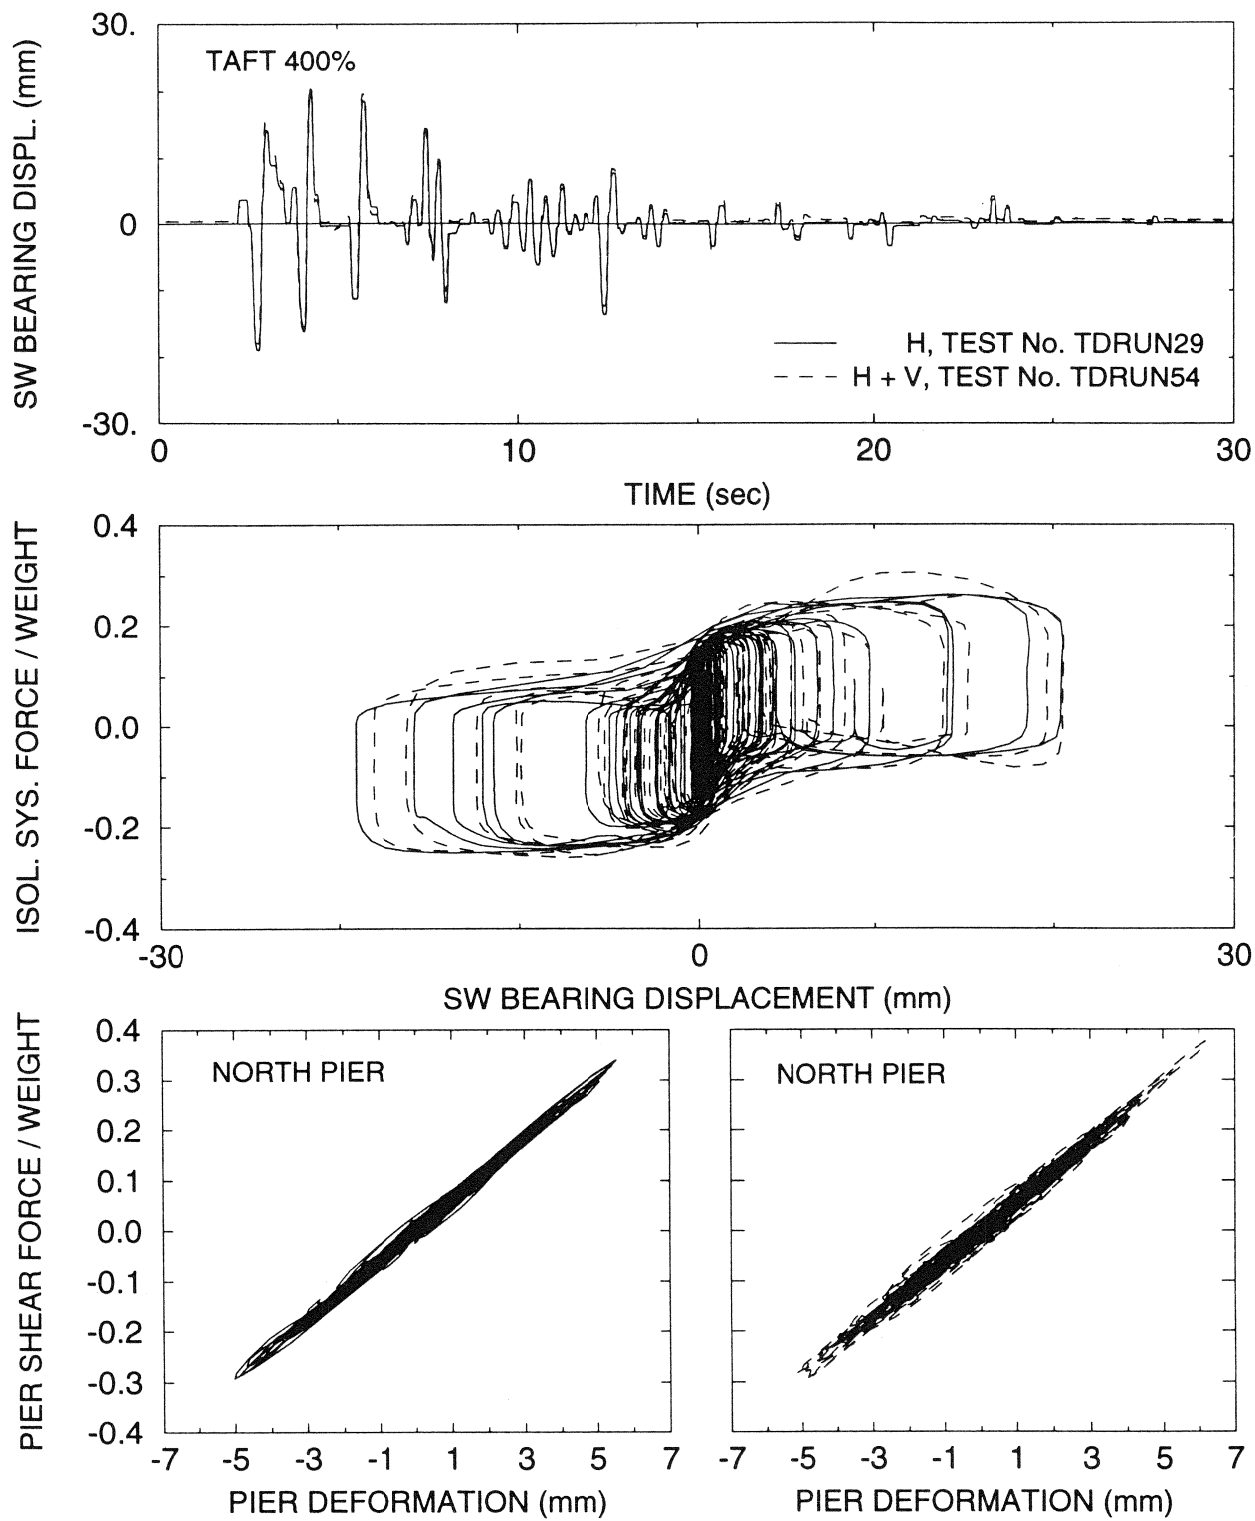 30.
TAFT 400%
SW BEARING DISPL. (mm)
0
H, TEST No. TDRUN29
H + V, TEST No. TDRUN54
-30.
0 10 20 30
TIME (sec)
0.4
0.2
0.0
-0.2
-0.4
ISOL. SYS. FORCE / WEIGHT
-30 0 30
SW BEARING DISPLACEMENT (mm)
0.4
0.3
0.2
0.1
0.0
-0.1
-0.2
-0.3
-0.4
PIER SHEAR FORCE / WEIGHT
NORTH PIER
NORTH PIER
-7 -5 -3 -1 1 3 5 7
-7 -5 -3 -1 1 3 5 7
PIER DEFORMATION (mm)
PIER DEFORMATION (mm)